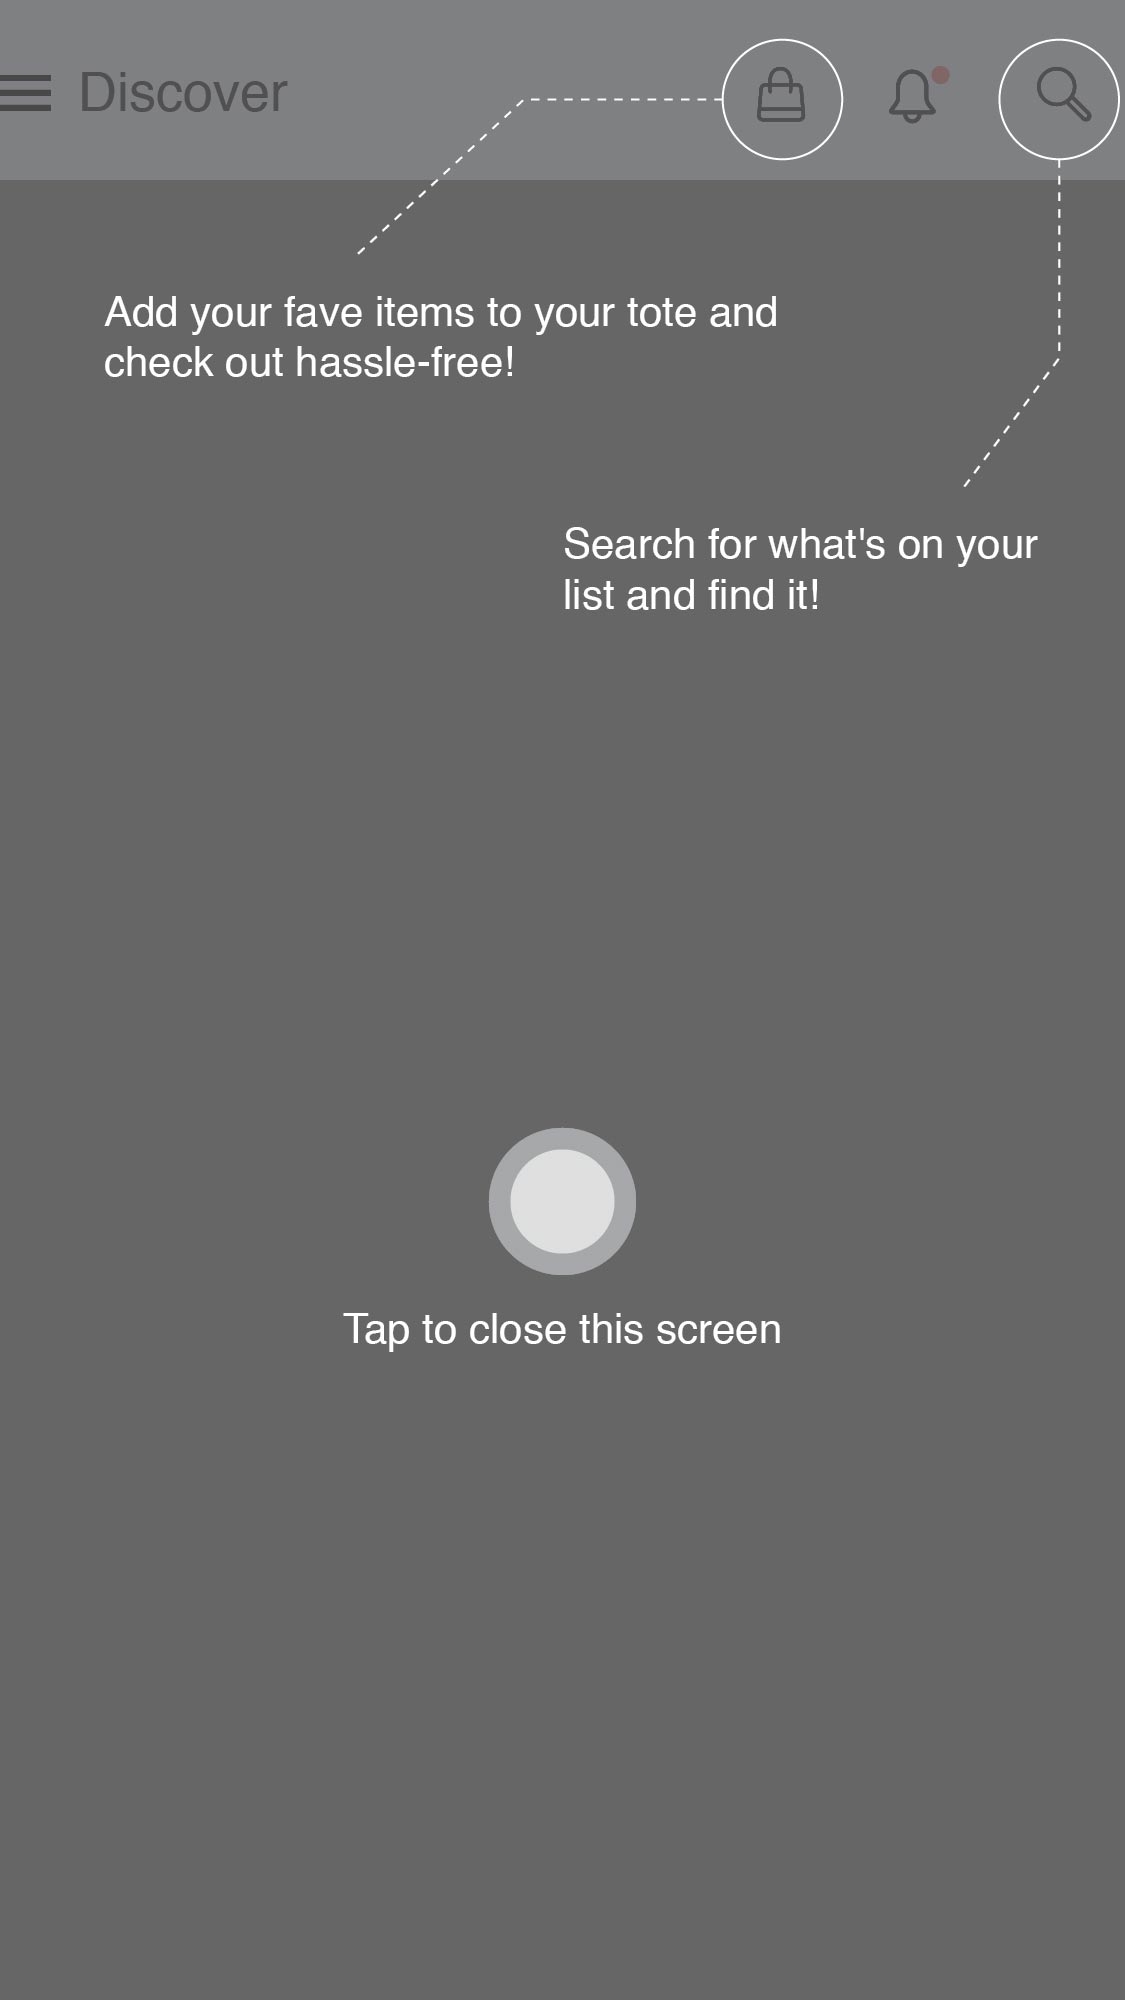 Discover
Add your fave items to your tote and
check out hassle-free!
Search for what's on your
list and find it!
Tap to close this screen